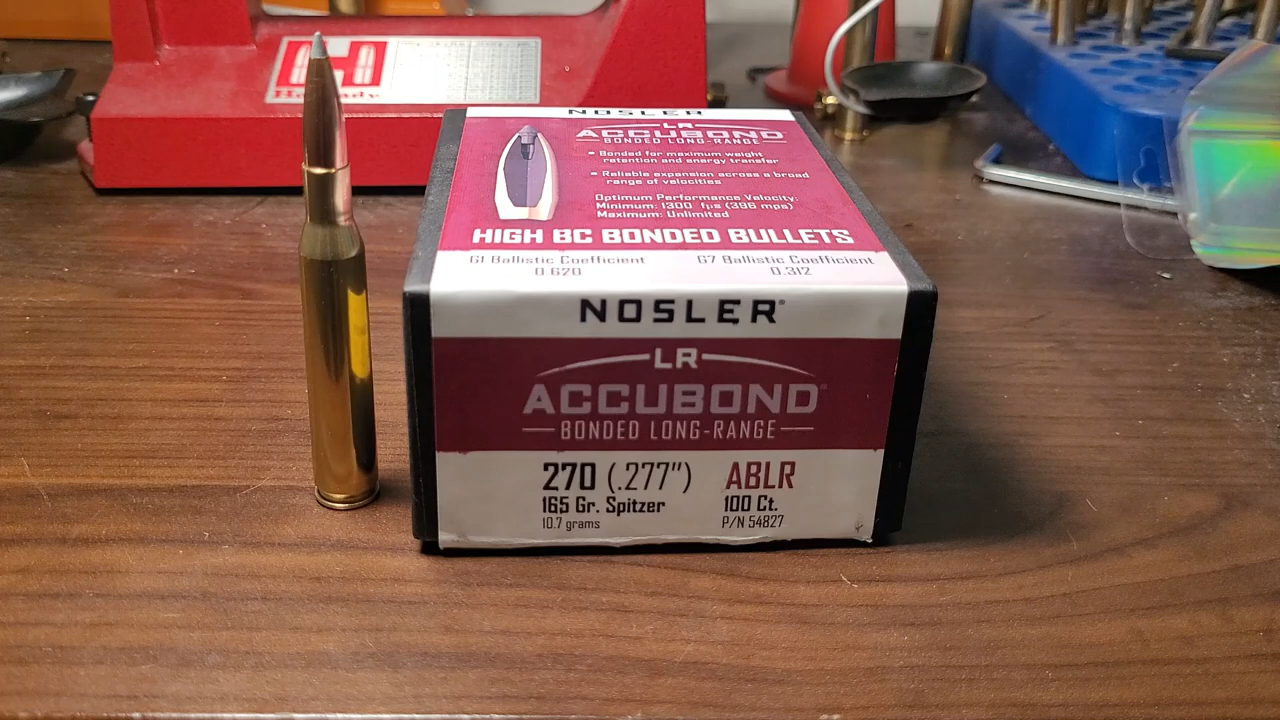 Hornady
NOSLER
LR
ACCUBOND
BONDED LONG-RANGE
• Bonded for maximum weight
retention and energy transfer
• Reliable expansion across a broad
range of velocities
Optimum Performance Velocity:
Minimum: 1300 fps (396 mps)
Maximum: Unlimited
HIGH BC BONDED BULLETS
G1 Ballistic Coefficient
0.620
G7 Ballistic Coefficient
0.312
NOSLER®
LR
ACCUBOND®
BONDED LONG-RANGE
270 (.277")
165 Gr. Spitzer
10.7 grams
ABLR
100 Ct.
P/N 54827